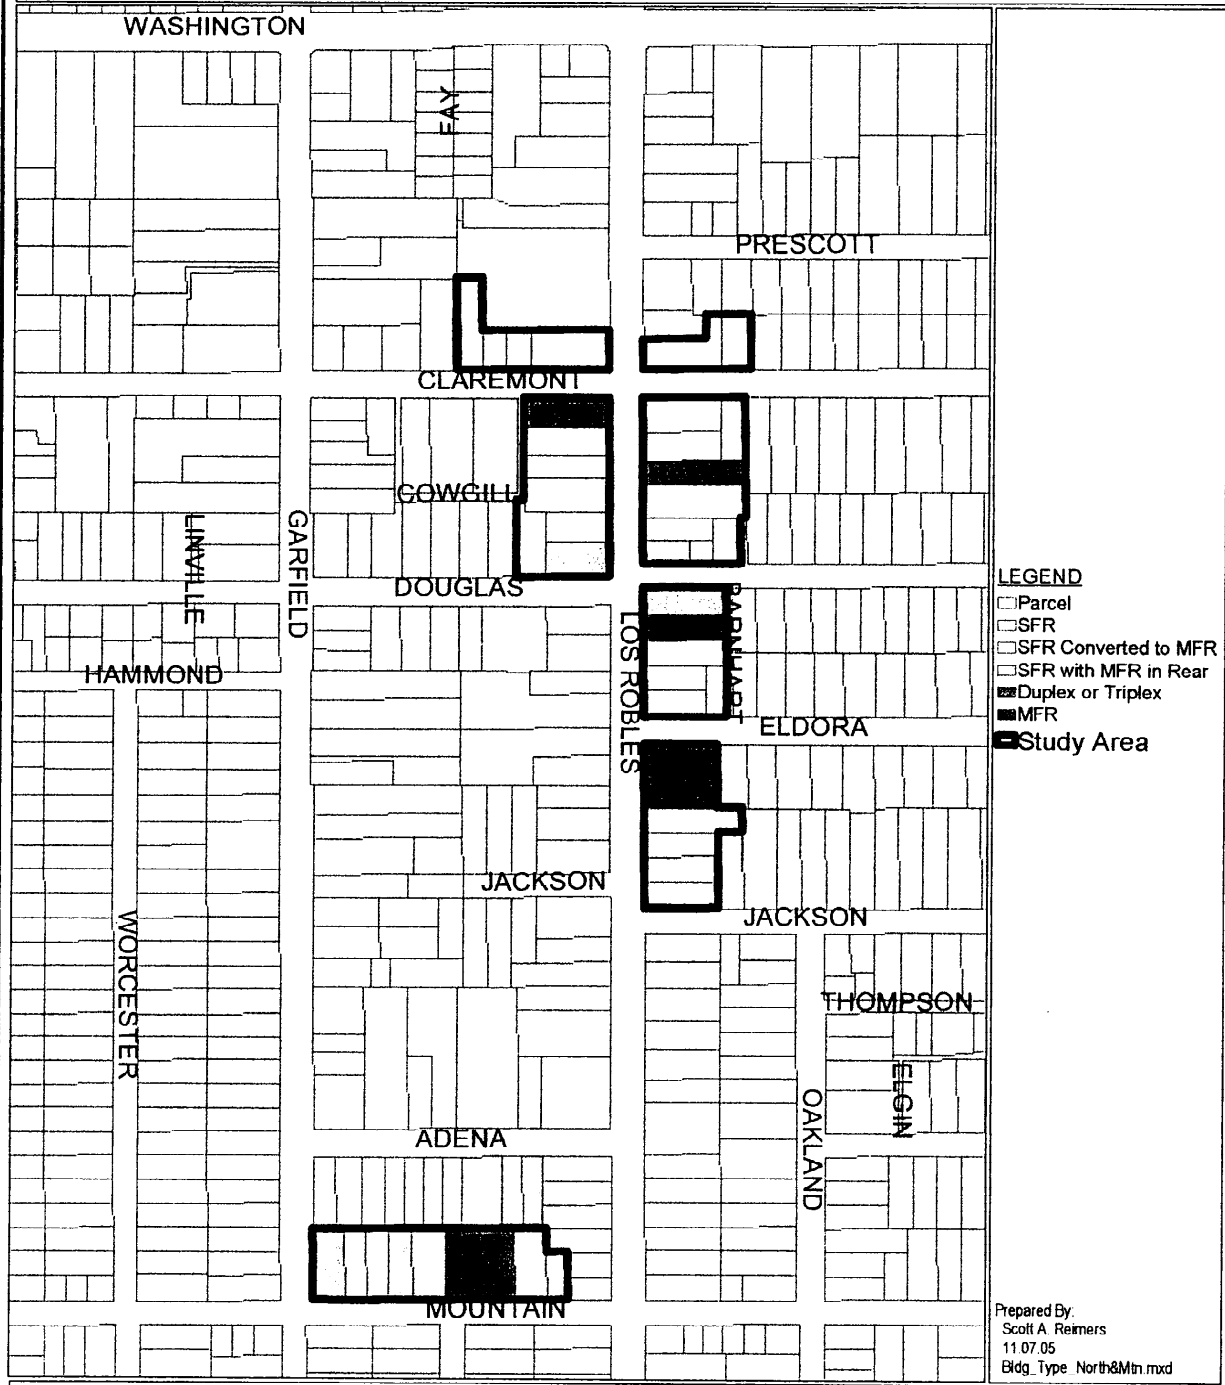 WASHINGTON
FAY
PRESCOTT
CLAREMONT
COWGILL
LINVILLE
GARFIELD
DOUGLAS
BARNHART
LOS ROBLES
HAMMOND
ELDORA
JACKSON
JACKSON
WORCESTER
THOMPSON
ELGIN
OAKLAND
ADENA
MOUNTAIN
LEGEND
Parcel
SFR
SFR Converted to MFR
SFR with MFR in Rear
Duplex or Triplex
MFR
Study Area
Prepared By:
Scott A. Reimers
11.07.05
Bldg_Type_North&Mtn.mxd